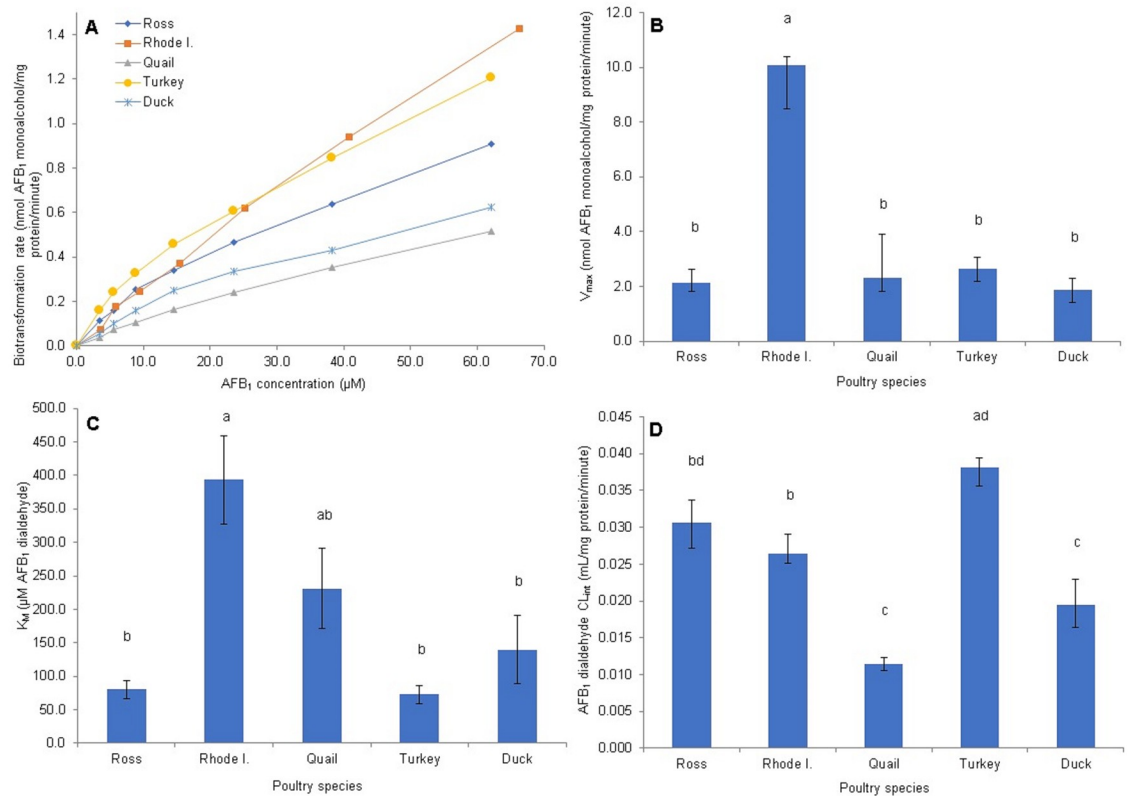 A
Ross
Rhode I.
Quail
Turkey
Duck
Biotransformation rate (nmol AFB₁ monoalcohol/mg
protein/minute)
1.4
1.2
1.0
0.8
0.6
0.4
0.2
0.0
0.0 10.0 20.0 30.0 40.0 50.0 60.0 70.0
AFB₁ concentration (µM)
B
Vmax (nmol AFB₁ monoalcohol/mg protein/minute)
12.0
10.0
8.0
6.0
4.0
2.0
0.0
b a b b b
Ross Rhode I. Quail Turkey Duck
Poultry species
C
KM (µM AFB₁ dialdehyde)
500.0
450.0
400.0
350.0
300.0
250.0
200.0
150.0
100.0
50.0
0.0
b a ab b b
Ross Rhode I. Quail Turkey Duck
Poultry species
D
AFB₁ dialdehyde CLint (mL/mg protein/minute)
0.045
0.040
0.035
0.030
0.025
0.020
0.015
0.010
0.005
0.000
bd b c ad c
Ross Rhode I. Quail Turkey Duck
Poultry species